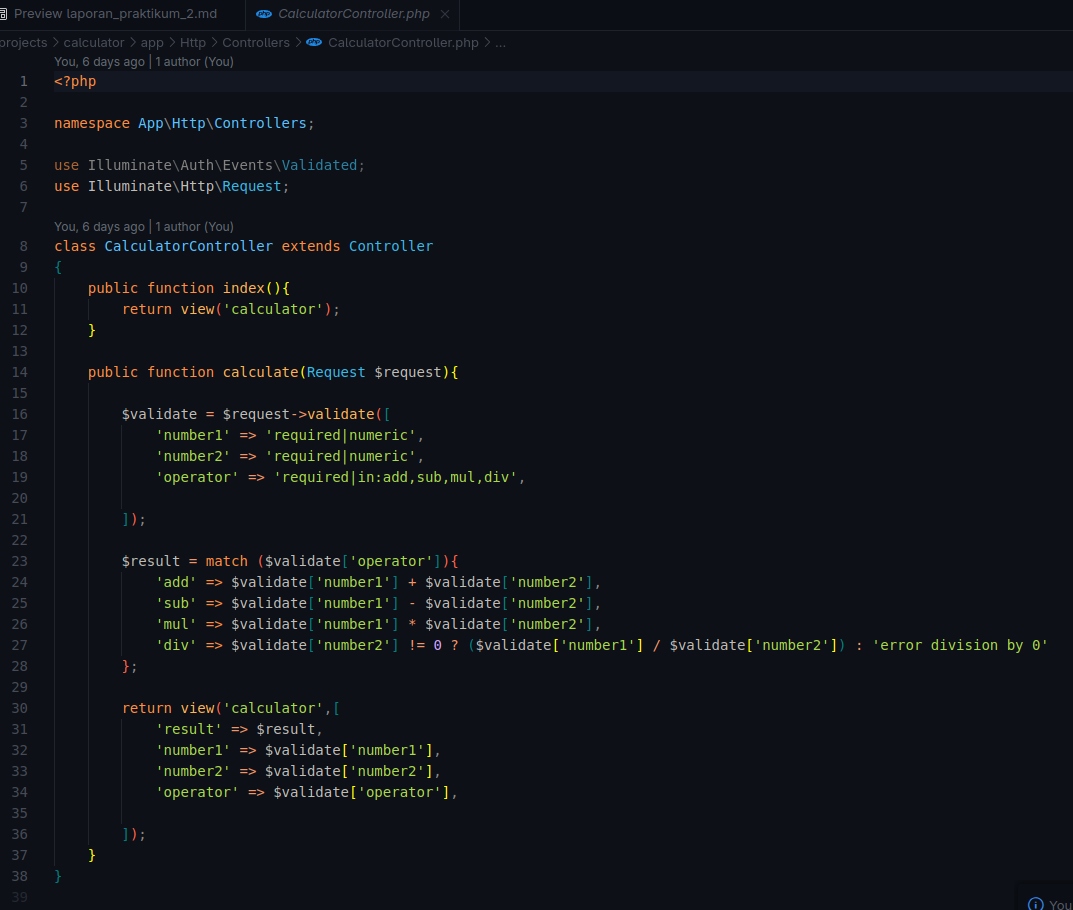 Preview laporan_praktikum_2.md
CalculatorController.php
projects > calculator > app > Http > Controllers > CalculatorController.php > ...
You, 6 days ago | 1 author (You)
1 <?php
2
3 namespace App\Http\Controllers;
4
5 use Illuminate\Auth\Events\Validated;
6 use Illuminate\Http\Request;
7
You, 6 days ago | 1 author (You)
8 class CalculatorController extends Controller
9 {
10     public function index(){
11         return view('calculator');
12     }
13
14     public function calculate(Request $request){
15
16         $validate = $request->validate([
17             'number1' => 'required|numeric',
18             'number2' => 'required|numeric',
19             'operator' => 'required|in:add,sub,mul,div',
20
21         ]);
22
23         $result = match ($validate['operator']){
24             'add' => $validate['number1'] + $validate['number2'],
25             'sub' => $validate['number1'] - $validate['number2'],
26             'mul' => $validate['number1'] * $validate['number2'],
27             'div' => $validate['number2'] != 0 ? ($validate['number1'] / $validate['number2']) : 'error division by 0'
28         };
29
30         return view('calculator',[
31             'result' => $result,
32             'number1' => $validate['number1'],
33             'number2' => $validate['number2'],
34             'operator' => $validate['operator'],
35
36         ]);
37     }
38 }
39
You